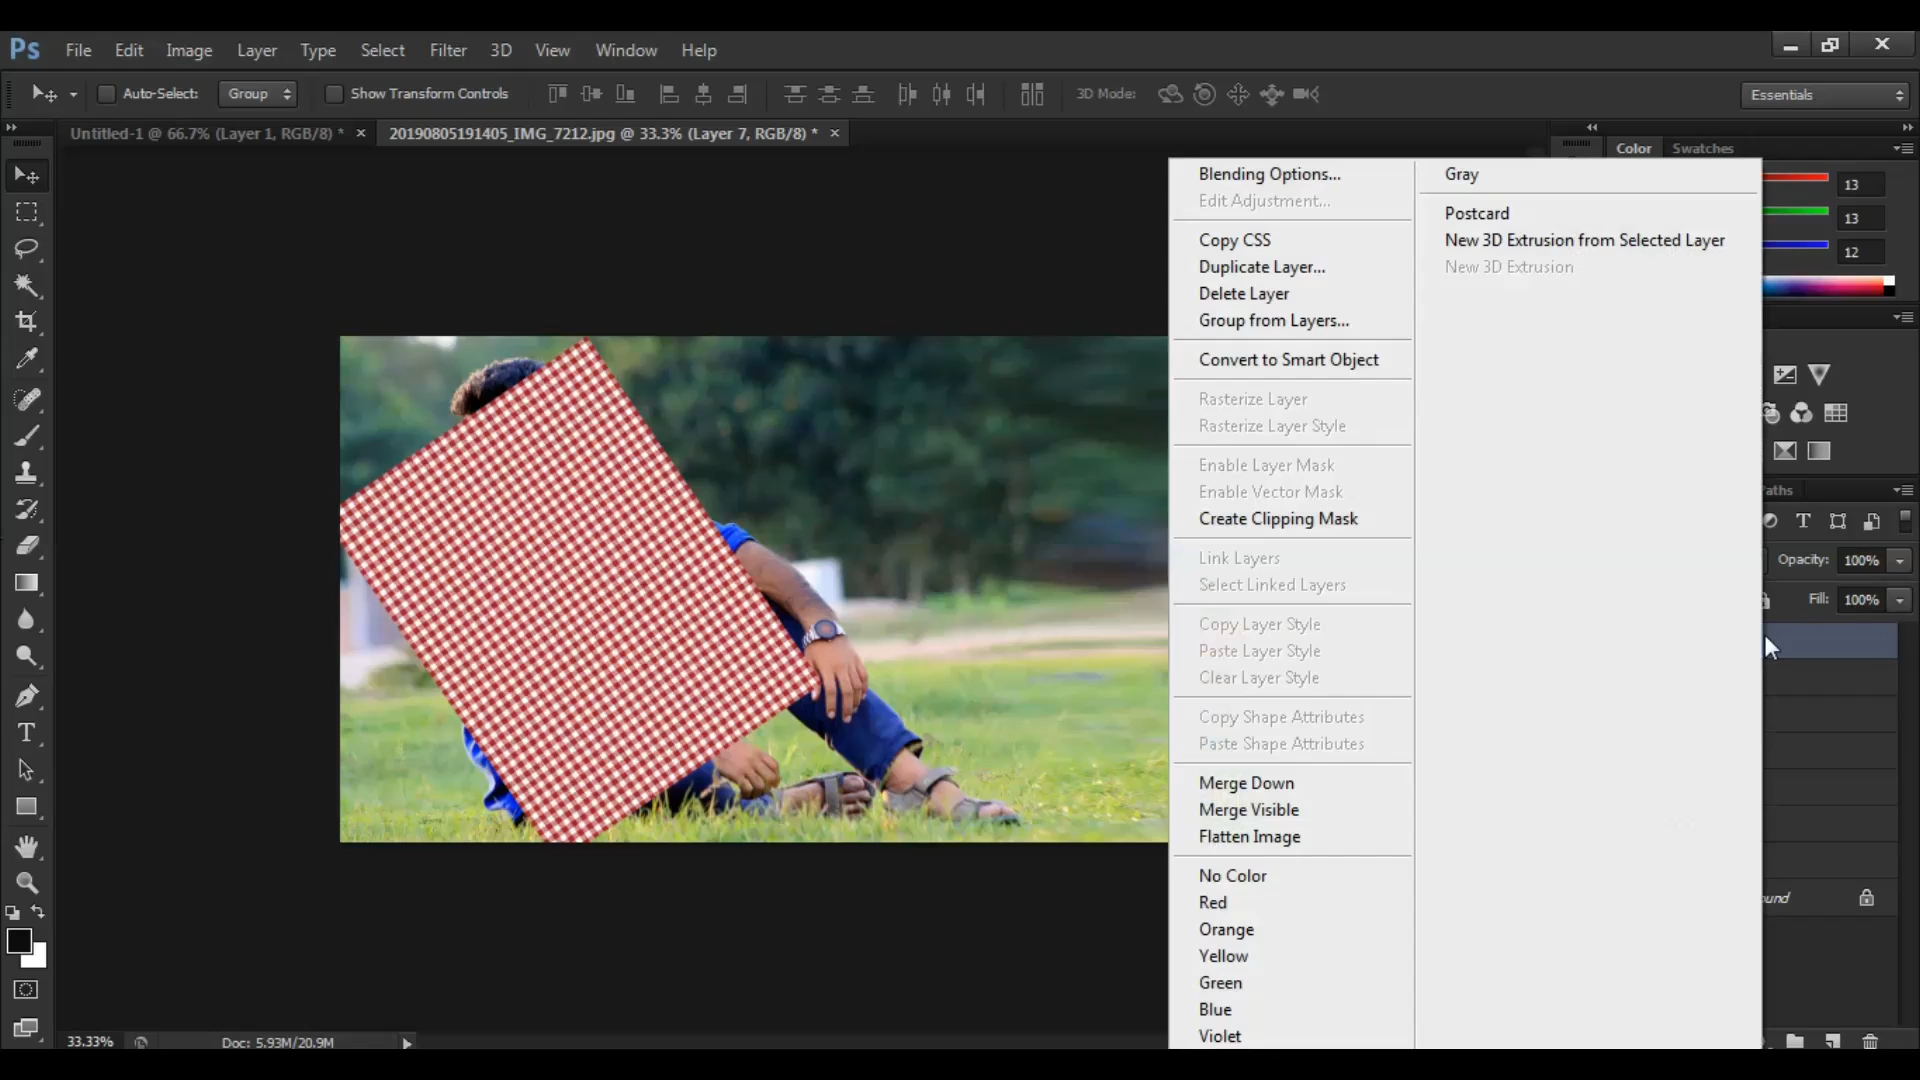 Ps File Edit Image Layer Type Select Filter 3D View Window Help
Auto-Select: Group Show Transform Controls 3D Mode: Essentials
Untitled-1 @ 66.7% (Layer 1, RGB/8) * 20190805191405_IMG_7212.jpg @ 33.3% (Layer 7, RGB/8) *
Color Swatches
13
13
12
Blending Options...
Edit Adjustment...
Copy CSS
Duplicate Layer...
Delete Layer
Group from Layers...
Convert to Smart Object
Rasterize Layer
Rasterize Layer Style
Enable Layer Mask
Enable Vector Mask
Create Clipping Mask
Link Layers
Select Linked Layers
Copy Layer Style
Paste Layer Style
Clear Layer Style
Copy Shape Attributes
Paste Shape Attributes
Merge Down
Merge Visible
Flatten Image
No Color
Red
Orange
Yellow
Green
Blue
Violet
Gray
Postcard
New 3D Extrusion from Selected Layer
New 3D Extrusion
aths
Opacity: 100%
Fill: 100%
und
33.33% Doc: 5.93M/20.9M